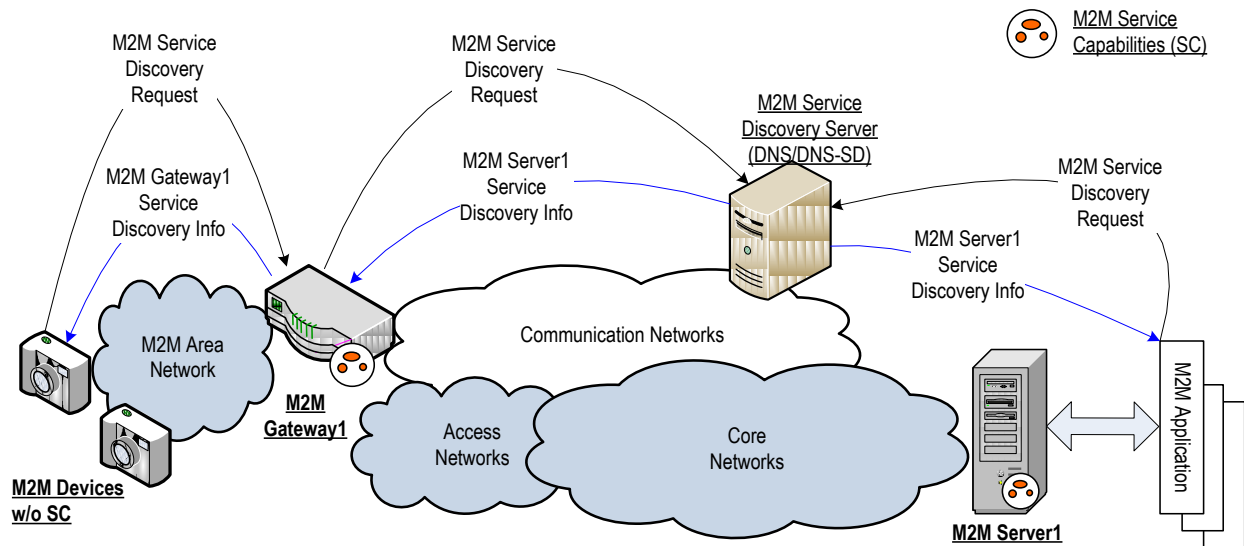 M2M Service
Capabilities (SC)
M2M Service
Discovery
Request
M2M Service
Discovery
Request
M2M Service
Discovery Server
(DNS/DNS-SD)
M2M Gateway1
Service
Discovery Info
M2M Server1
Service
Discovery Info
M2M Service
Discovery
Request
M2M Server1
Service
Discovery Info
M2M Area
Network
Communication Networks
M2M
Gateway1
Access
Networks
Core
Networks
M2M Application
M2M Devices
w/o SC
M2M Server1